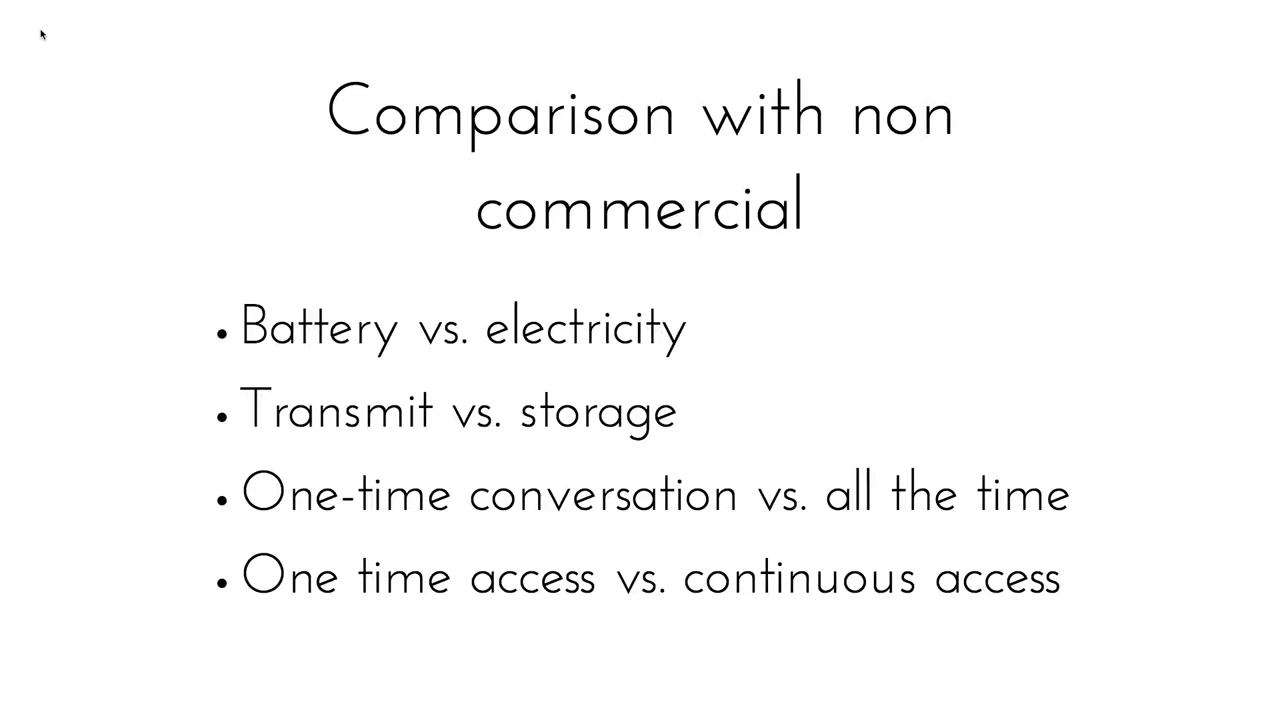 Comparison with non
commercial
• Battery vs. electricity
• Transmit vs. storage
• One-time conversation vs. all the time
• One time access vs. continuous access